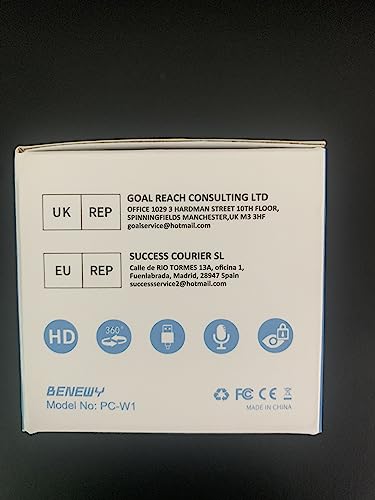 UK REP
GOAL REACH CONSULTING LTD
OFFICE 1029 3 HARDMAN STREET 10TH FLOOR,
SPINNINGFIELDS MANCHESTER,UK M3 3HF
goalservice@hotmail.com
EU REP
SUCCESS COURIER SL
Calle de RIO TORMES 13A, oficina 1,
Fuenlabrada, Madrid, 28947 Spain
successservice2@hotmail.com
HD
360°
BENEWY
Model No: PC-W1
FC CE
MADE IN CHINA